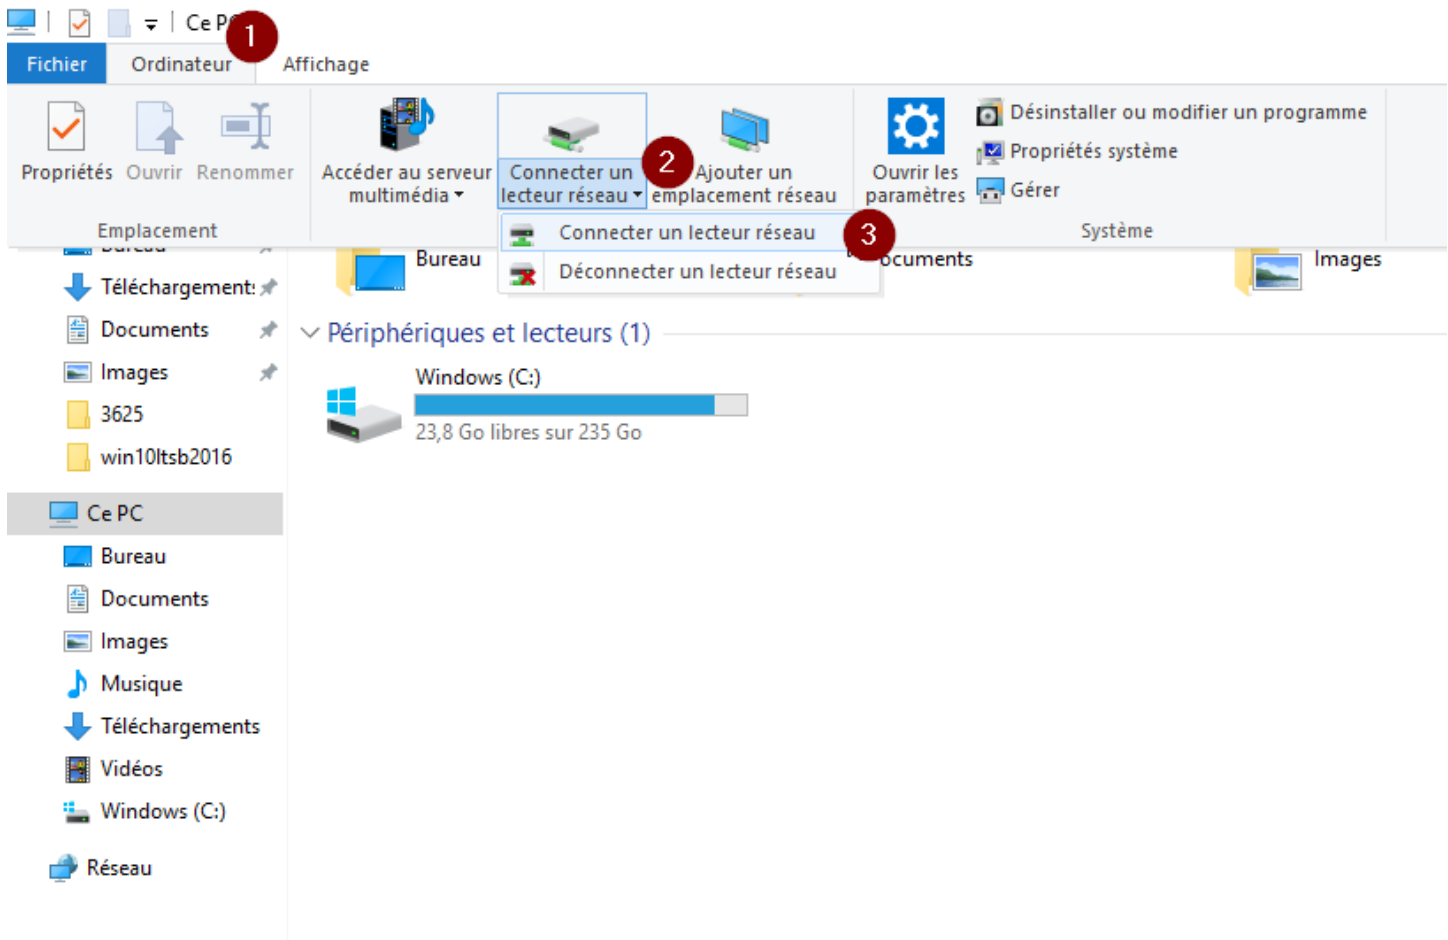 Ce P
1
Fichier Ordinateur Affichage
Propriétés Ouvrir Renommer
Accéder au serveur multimédia
Connecter un lecteur réseau
2
Ajouter un emplacement réseau
Ouvrir les paramètres
Désinstaller ou modifier un programme
Propriétés système
Gérer
Emplacement
Système
Connecter un lecteur réseau
3
Déconnecter un lecteur réseau
Bureau
Téléchargement
Documents
Images
3625
win10ltsb2016
Ce PC
Bureau
Documents
Images
Musique
Téléchargements
Vidéos
Windows (C:)
Réseau
Bureau
ocuments
Images
Périphériques et lecteurs (1)
Windows (C:)
23,8 Go libres sur 235 Go